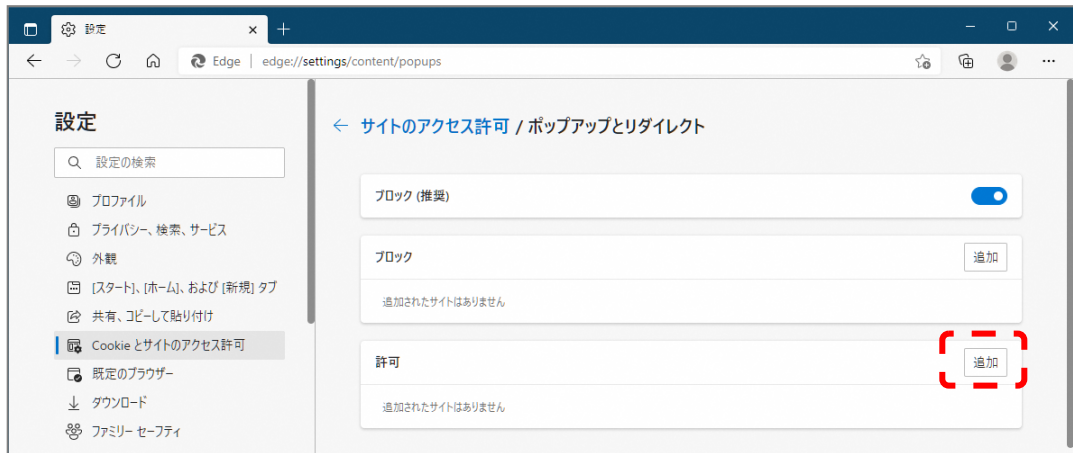 設定
Edge | edge://settings/content/popups
設定
設定の検索
プロファイル
プライバシー、検索、サービス
外観
[スタート]、[ホーム]、および [新規] タブ
共有、コピーして貼り付け
Cookie とサイトのアクセス許可
既定のブラウザー
ダウンロード
ファミリー セーフティ
サイトのアクセス許可 / ポップアップとリダイレクト
ブロック (推奨)
ブロック
追加
追加されたサイトはありません
許可
追加
追加されたサイトはありません